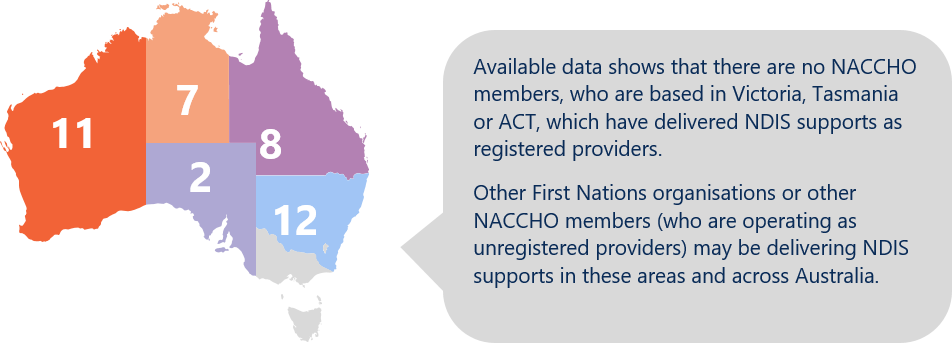 11
7
8
2
12
Available data shows that there are no NACCHO
members, who are based in Victoria, Tasmania
or ACT, which have delivered NDIS supports as
registered providers.
Other First Nations organisations or other
NACCHO members (who are operating as
unregistered providers) may be delivering NDIS
supports in these areas and across Australia.